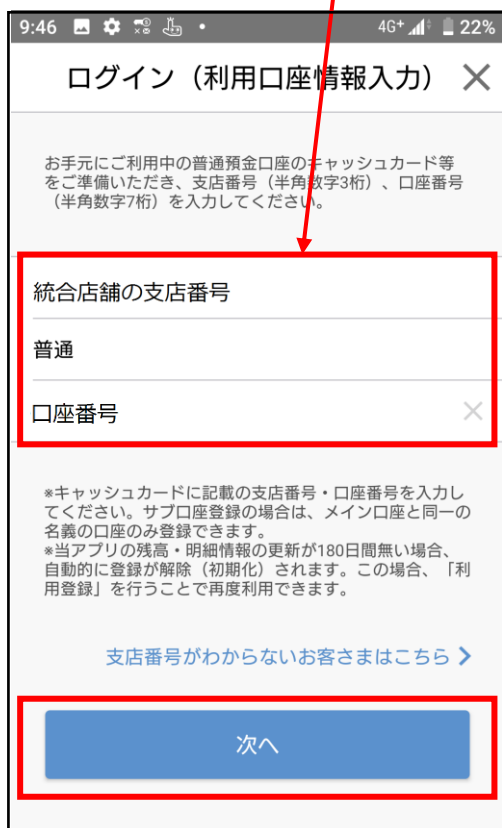 9:46 4G+ 22%
ログイン（利用口座情報入力） ×
お手元にご利用中の普通預金口座のキャッシュカード等
をご準備いただき、支店番号（半角数字3桁）、口座番号
（半角数字7桁）を入力してください。
統合店舗の支店番号
普通
口座番号 ×
※キャッシュカードに記載の支店番号・口座番号を入力し
てください。サブ口座登録の場合は、メイン口座と同一の
名義の口座のみ登録できます。
※当アプリの残高・明細情報の更新が180日間無い場合、
自動的に登録が解除（初期化）されます。この場合、「利
用登録」を行うことで再度利用できます。
支店番号がわからないお客さまはこちら
次へ